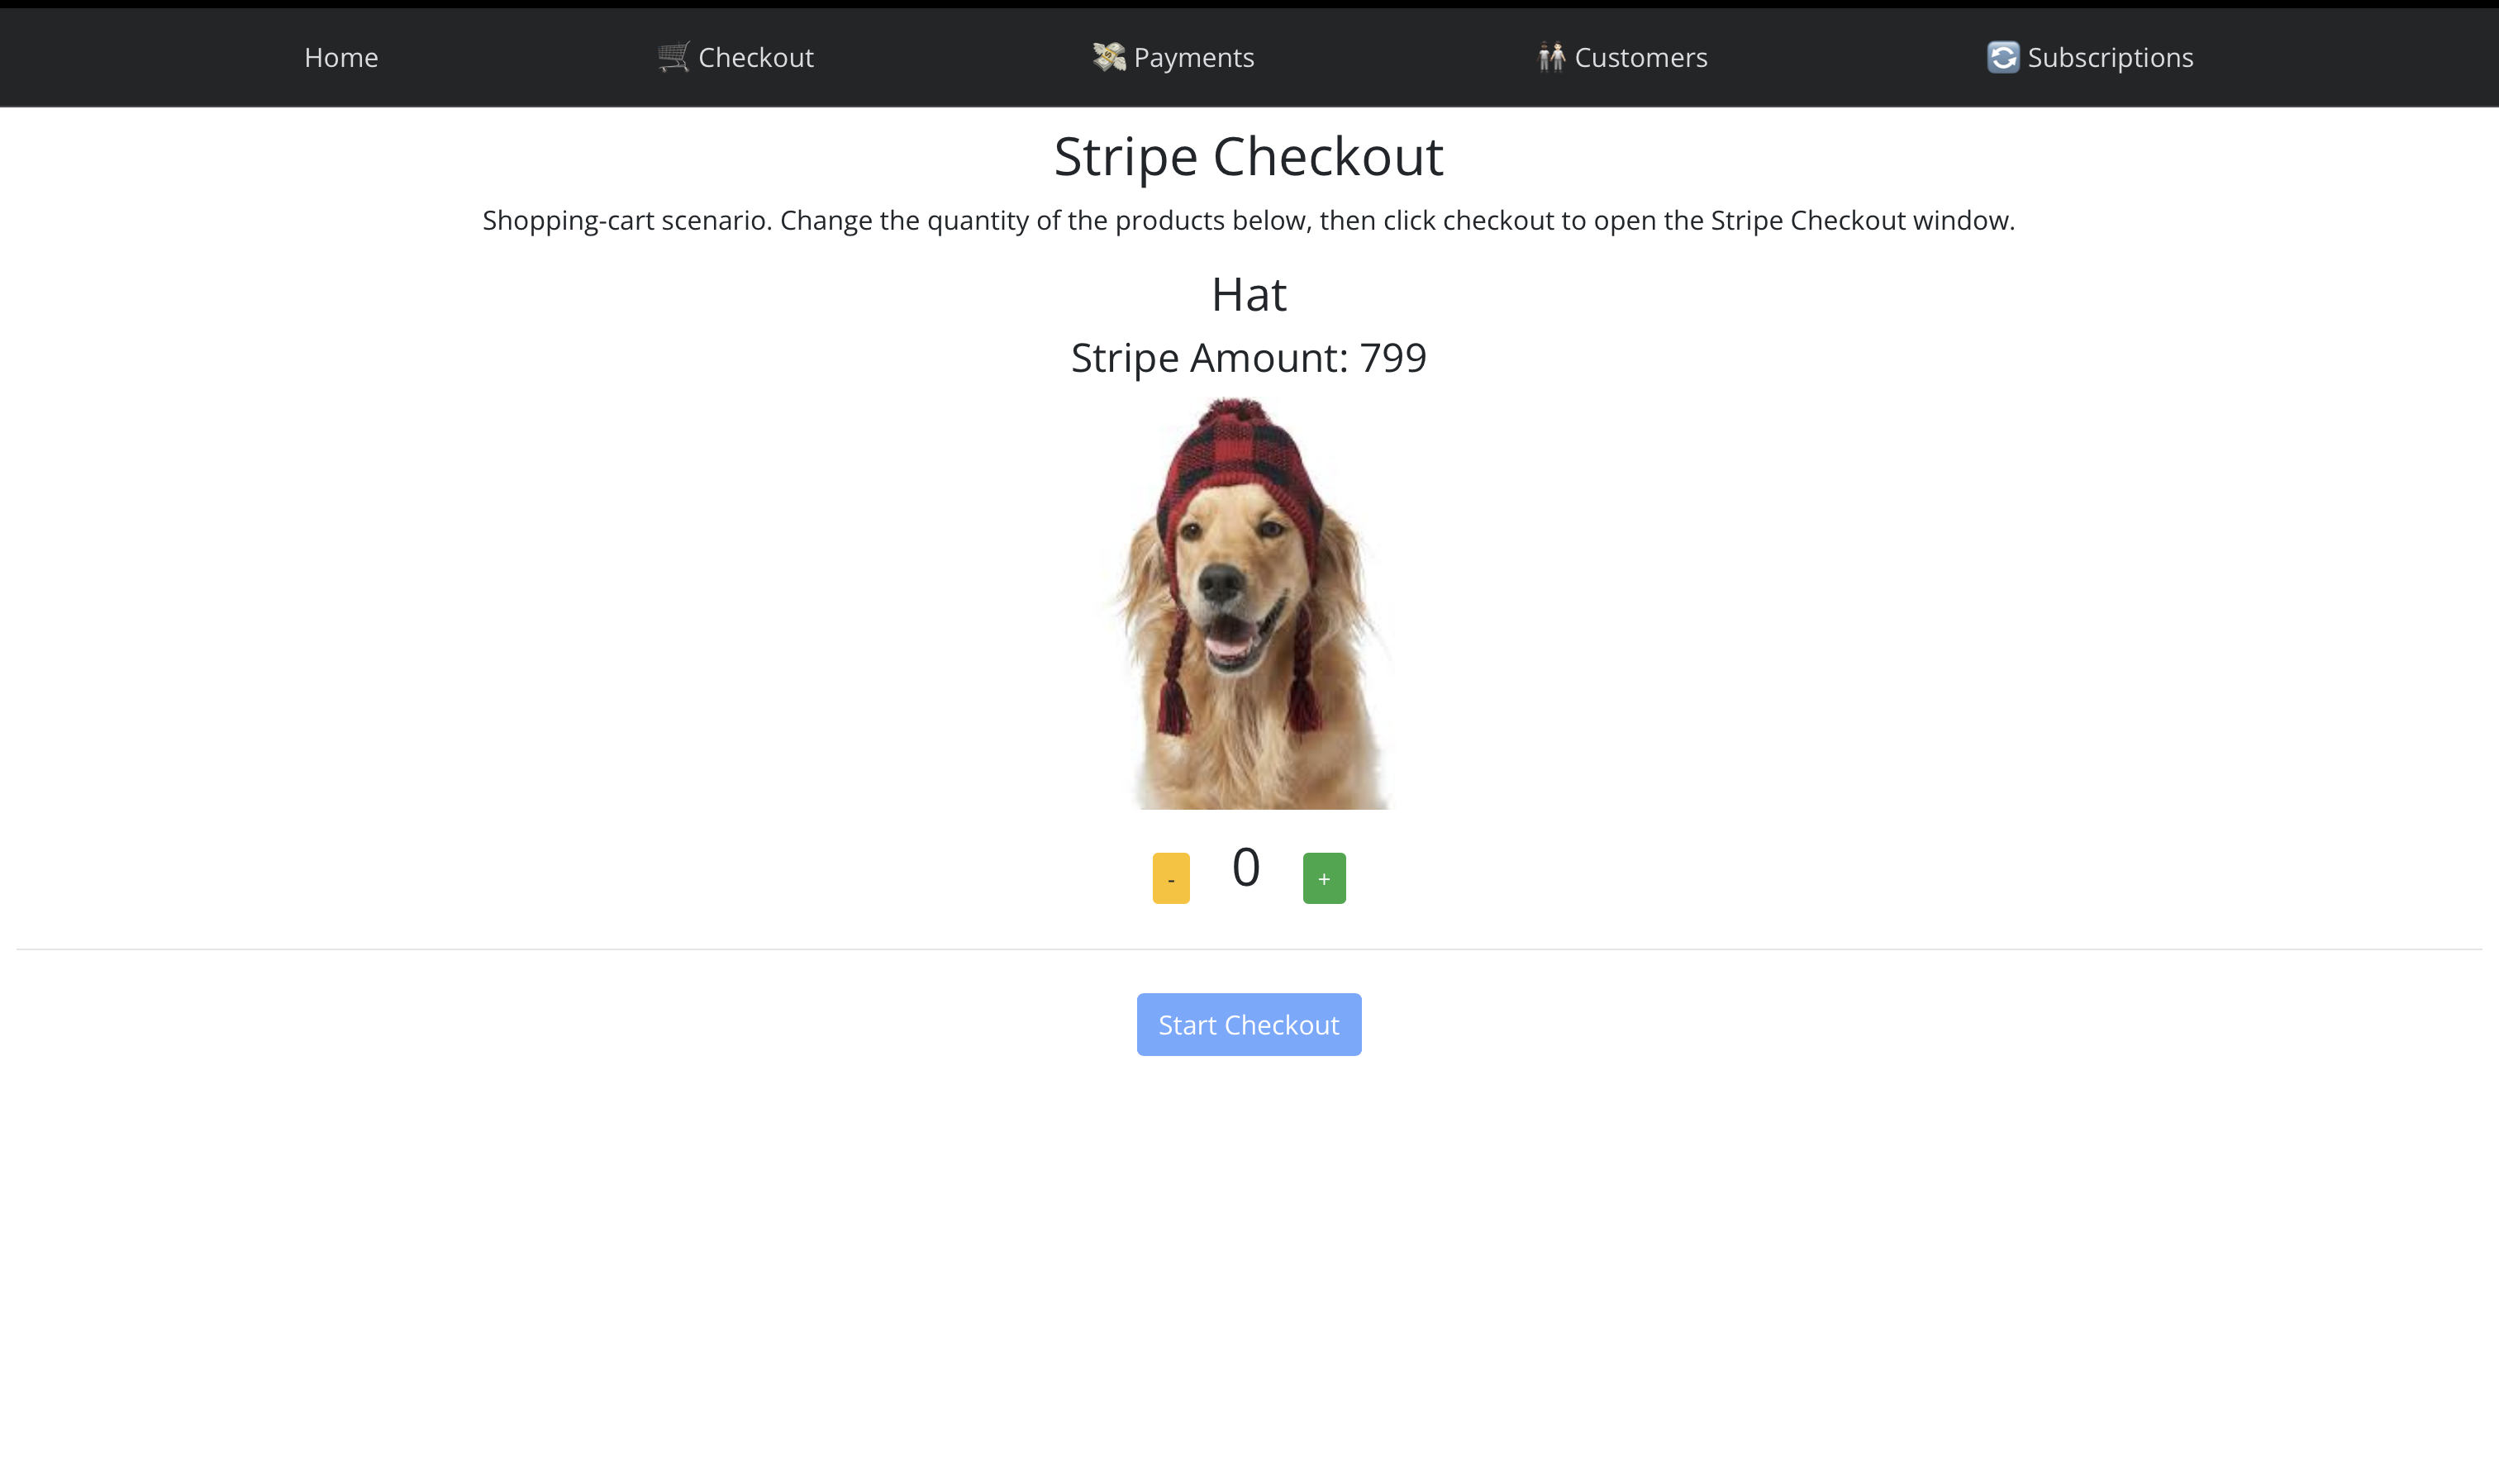 Home 🛒 Checkout 💸 Payments 👫 Customers 🔄 Subscriptions
Stripe Checkout
Shopping-cart scenario. Change the quantity of the products below, then click checkout to open the Stripe Checkout window.
Hat
Stripe Amount: 799
- 0 +
Start Checkout